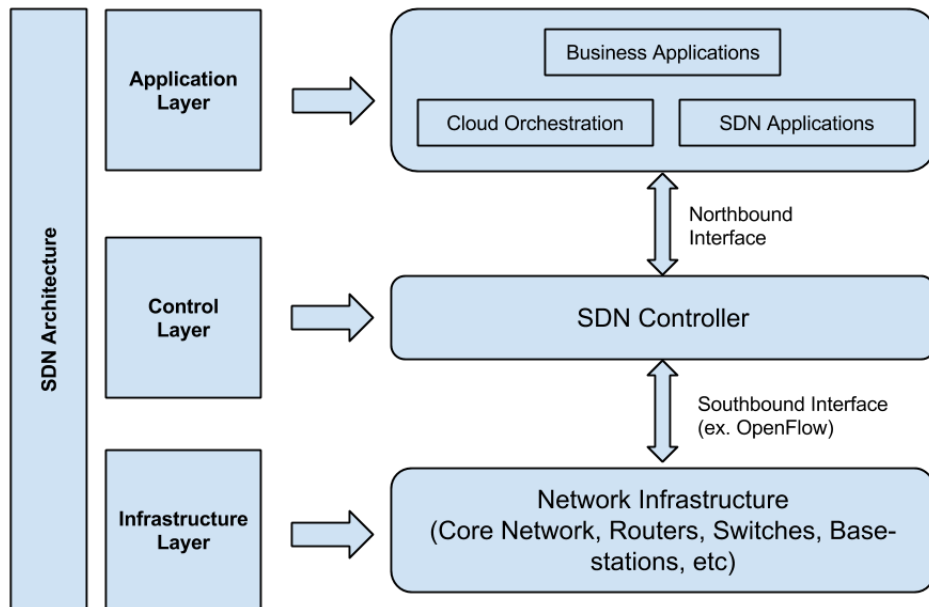 SDN Architecture
Application
Layer
Business Applications
Cloud Orchestration
SDN Applications
Northbound
Interface
Control
Layer
SDN Controller
Southbound Interface
(ex. OpenFlow)
Infrastructure
Layer
Network Infrastructure
(Core Network, Routers, Switches, Base-
stations, etc)